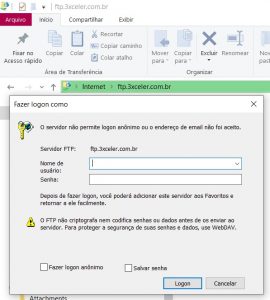 ftp.3xceler.com.br
Arquivo Início Compartilhar Exibir
Fixar no Acesso rápido
Copiar
Colar
Recortar
Copiar caminho
Colar atalho
Mover para
Copiar para
Excluir
Ren
Área de Transferência
Organizar
Internet ftp.3xceler.com.br
Fazer logon como
O servidor não permite logon anônimo ou o endereço de email não foi aceito.
Servidor FTP: ftp.3xceler.com.br
Nome de usuário:
Senha:
Depois de fazer logon, você poderá adicionar este servidor aos Favoritos e
retornar a ele facilmente.
O FTP não criptografa nem codifica senhas ou dados antes de os enviar ao
servidor. Para proteger a segurança de suas senhas e dados, use WebDAV.
Fazer logon anônimo Salvar senha
Logon Cancelar
Attachments